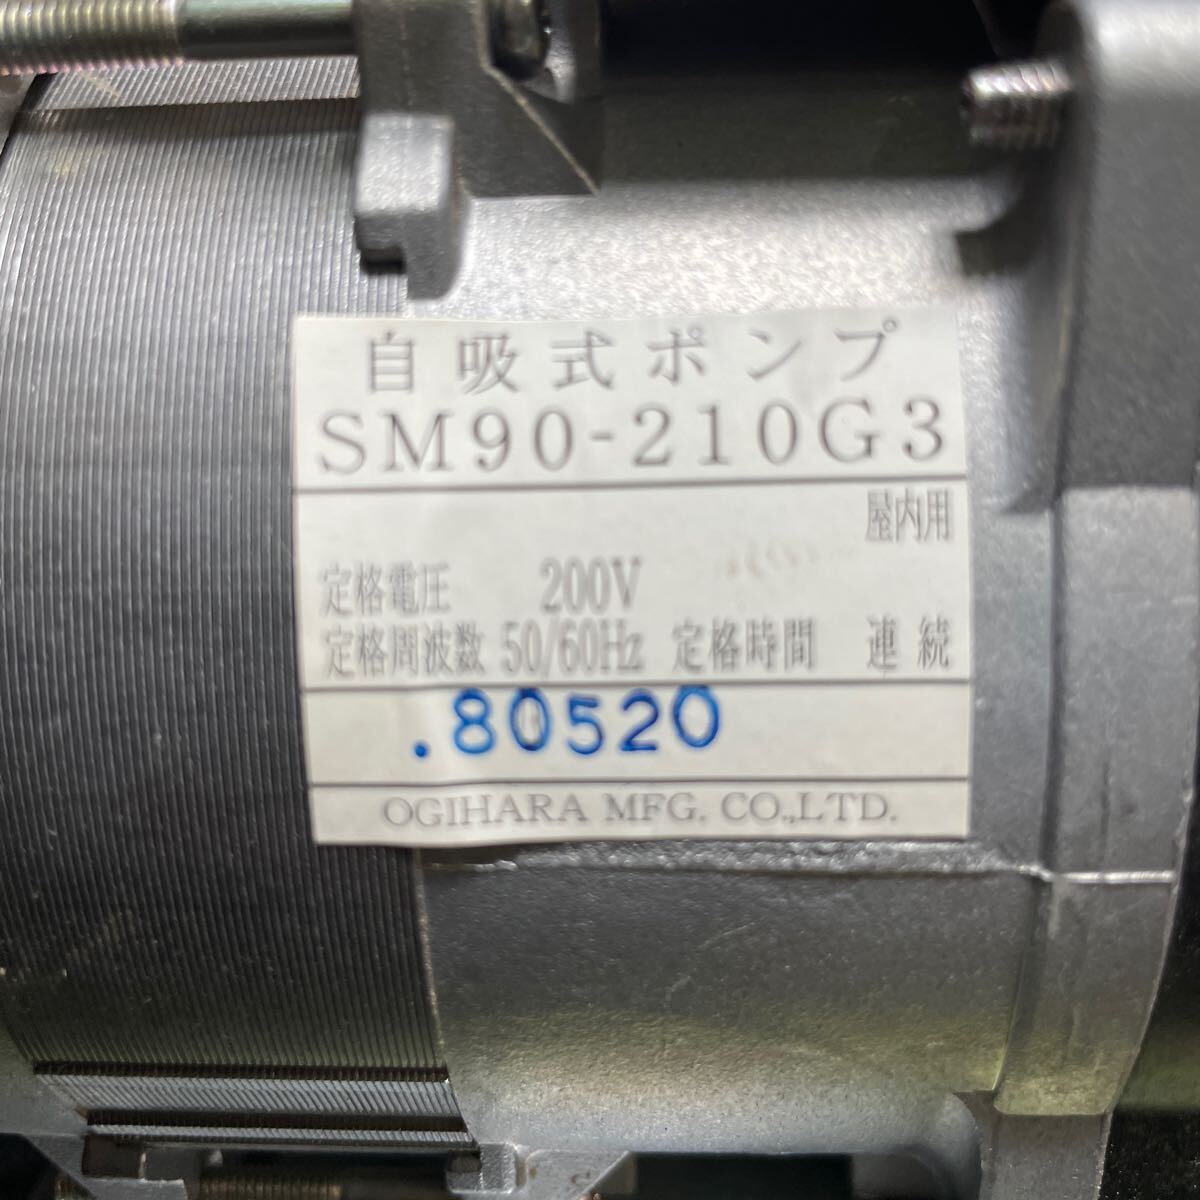 自吸式ポンプ
SM90-210G3
屋内用
定格電圧 200V
定格周波数 50/60Hz 定格時間 連続
.80520
OGIHARA MFG. CO.,LTD.